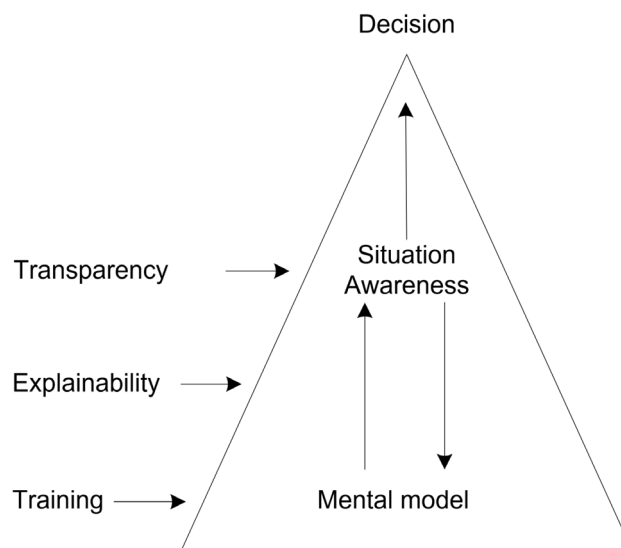 Decision
Transparency
Situation
Awareness
Explainability
Training
Mental model